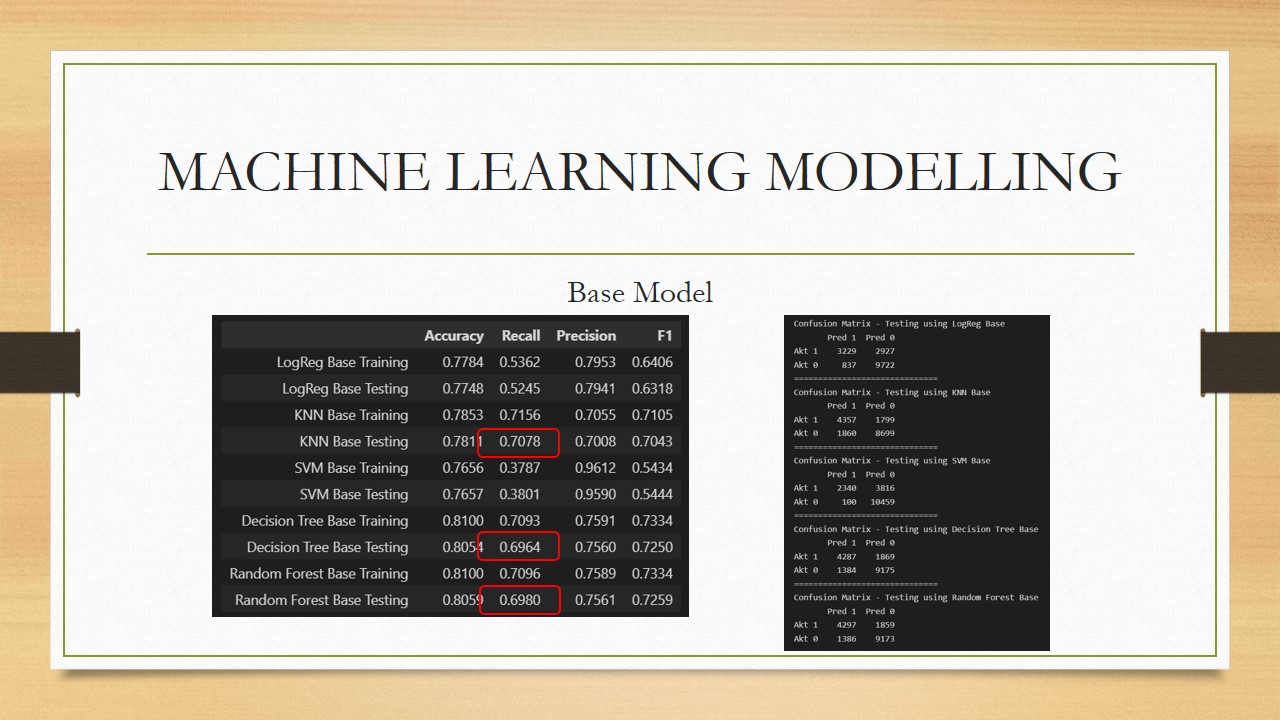 MACHINE LEARNING MODELLING
Base Model
Accuracy Recall Precision F1
LogReg Base Training 0.7784 0.5362 0.7953 0.6406
LogReg Base Testing 0.7748 0.5245 0.7941 0.6318
KNN Base Training 0.7853 0.7156 0.7055 0.7105
KNN Base Testing 0.7811 0.7078 0.7008 0.7043
SVM Base Training 0.7656 0.3787 0.9612 0.5434
SVM Base Testing 0.7657 0.3801 0.9590 0.5444
Decision Tree Base Training 0.8100 0.7093 0.7591 0.7334
Decision Tree Base Testing 0.8054 0.6964 0.7560 0.7250
Random Forest Base Training 0.8100 0.7096 0.7589 0.7334
Random Forest Base Testing 0.8059 0.6980 0.7561 0.7259
Confusion Matrix - Testing using LogReg Base
Pred 1 Pred 0
Akt 1 3229 2927
Akt 0 837 9722
==============================
Confusion Matrix - Testing using KNN Base
Pred 1 Pred 0
Akt 1 4357 1799
Akt 0 1860 8699
==============================
Confusion Matrix - Testing using SVM Base
Pred 1 Pred 0
Akt 1 2340 3816
Akt 0 100 10459
==============================
Confusion Matrix - Testing using Decision Tree Base
Pred 1 Pred 0
Akt 1 4287 1869
Akt 0 1384 9175
==============================
Confusion Matrix - Testing using Random Forest Base
Pred 1 Pred 0
Akt 1 4297 1859
Akt 0 1386 9173